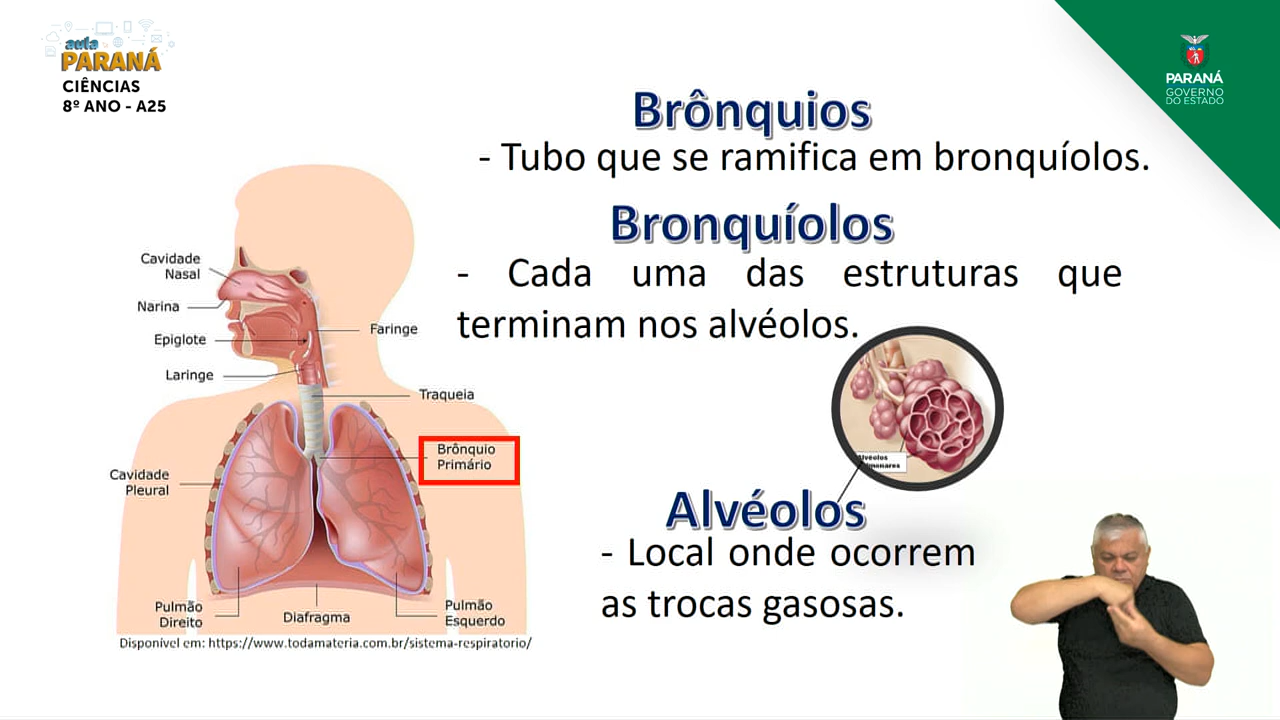 aula
PARANÁ
CIÊNCIAS
8º ANO - A25
PARANÁ
GOVERNO
DO ESTADO
Brônquios
- Tubo que se ramifica em bronquíolos.
Bronquíolos
- Cada uma das estruturas que
terminam nos alvéolos.
Alvéolos
Pulmonares
Alvéolos
- Local onde ocorrem
as trocas gasosas.
Cavidade
Nasal
Narina
Epiglote
Laringe
Faringe
Traqueia
Brônquio
Primário
Cavidade
Pleural
Pulmão
Direito
Diafragma
Pulmão
Esquerdo
Disponível em: https://www.todamateria.com.br/sistema-respiratorio/